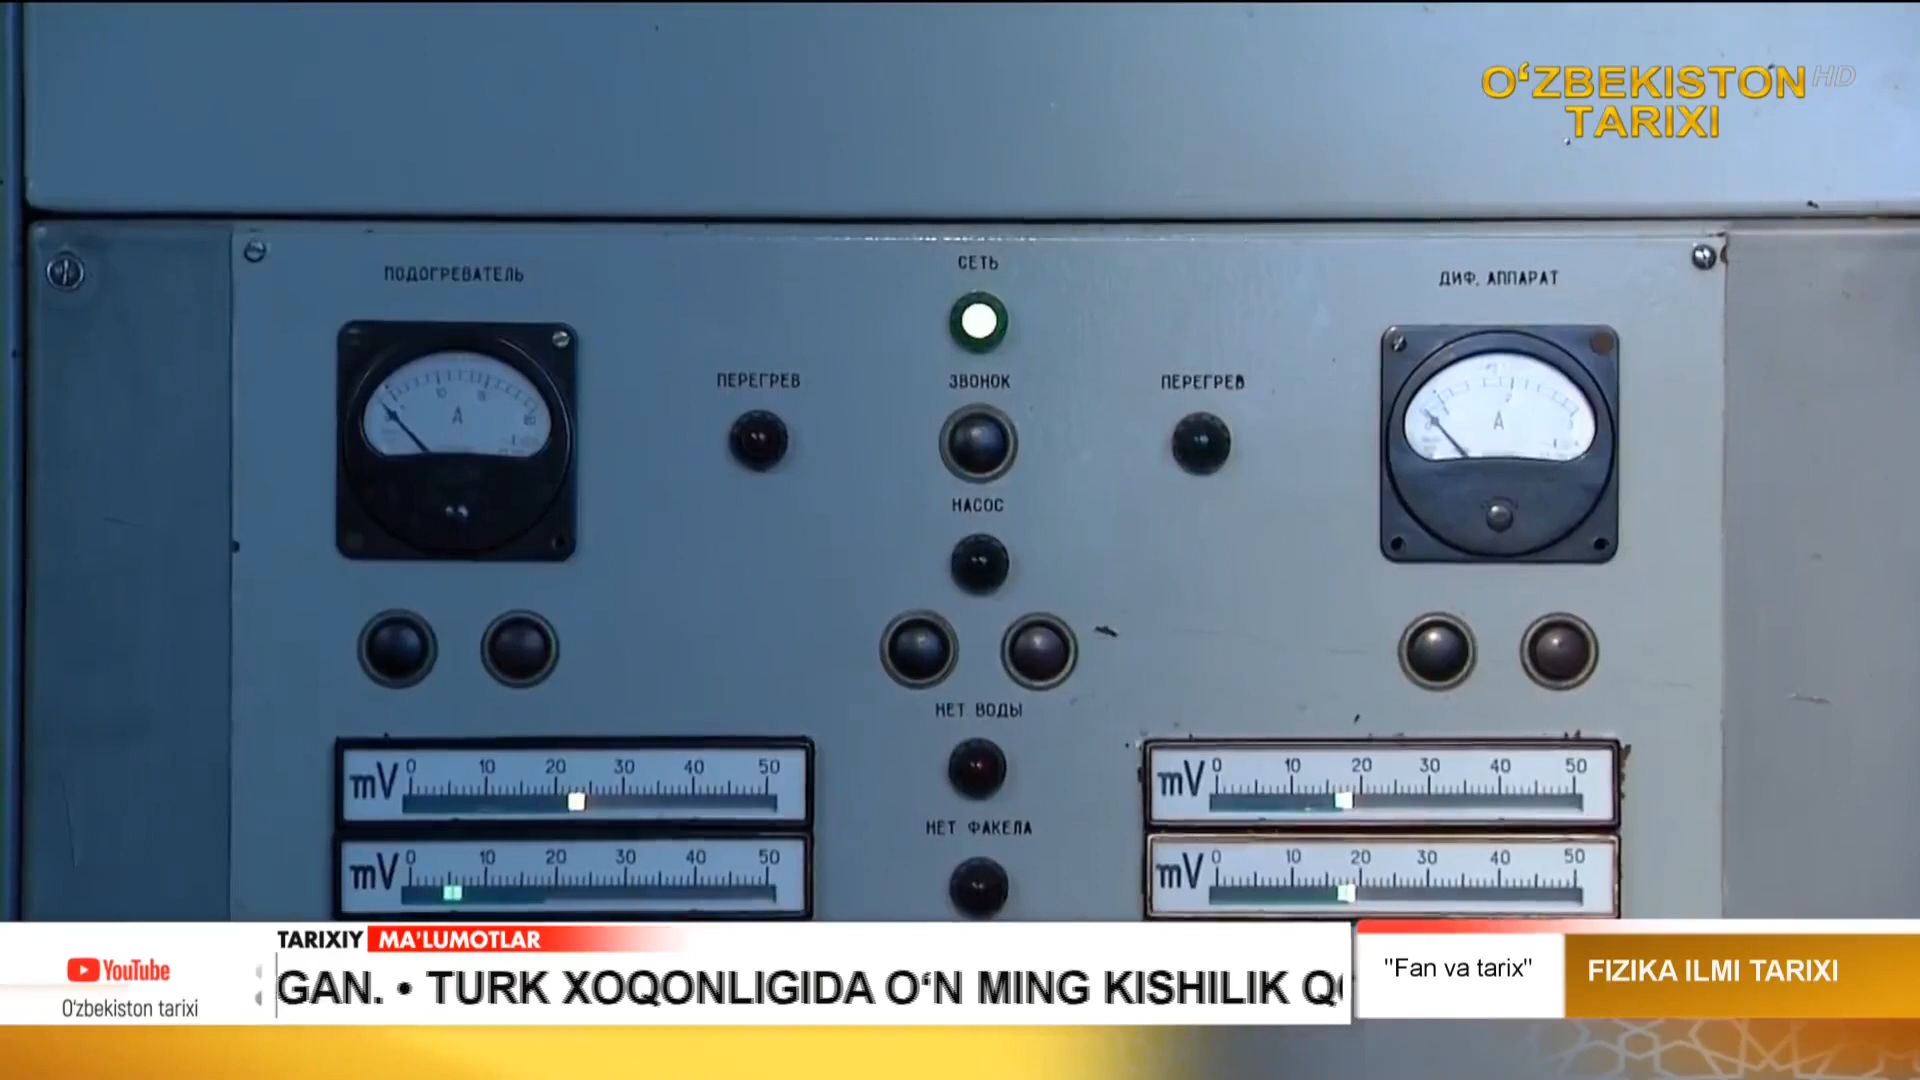 O‘ZBEKISTON HD
TARIXI
СЕТЬ
ПОДОГРЕВАТЕЛЬ
ДИФ. АППАРАТ
ПЕРЕГРЕВ
ЗВОНОК
ПЕРЕГРЕВ
10 15
A
2
A
НАСОС
НЕТ ВОДЫ
mV 0 10 20 30 40 50
mV 0 10 20 30 40 50
НЕТ ФАКЕЛА
mV 0 10 20 30 40 50
mV 0 10 20 30 40 50
TARIXIY MA’LUMOTLAR
YouTube
O‘zbekiston tarixi
GAN. • TURK XOQONLIGIDA O‘N MING KISHILIK
"Fan va tarix"
FIZIKA ILMI TARIXI